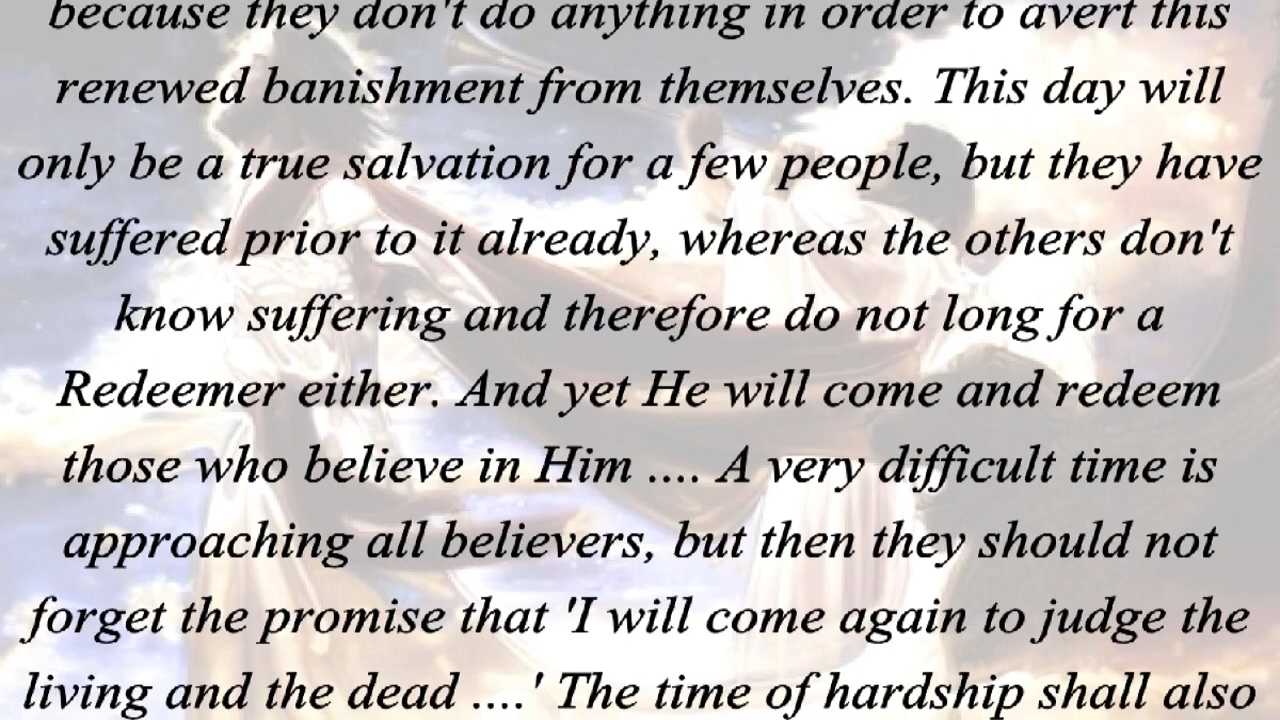 because they don't do anything in order to avert this
renewed banishment from themselves. This day will
only be a true salvation for a few people, but they have
suffered prior to it already, whereas the others don't
know suffering and therefore do not long for a
Redeemer either. And yet He will come and redeem
those who believe in Him .... A very difficult time is
approaching all believers, but then they should not
forget the promise that 'I will come again to judge the
living and the dead ....' The time of hardship shall also